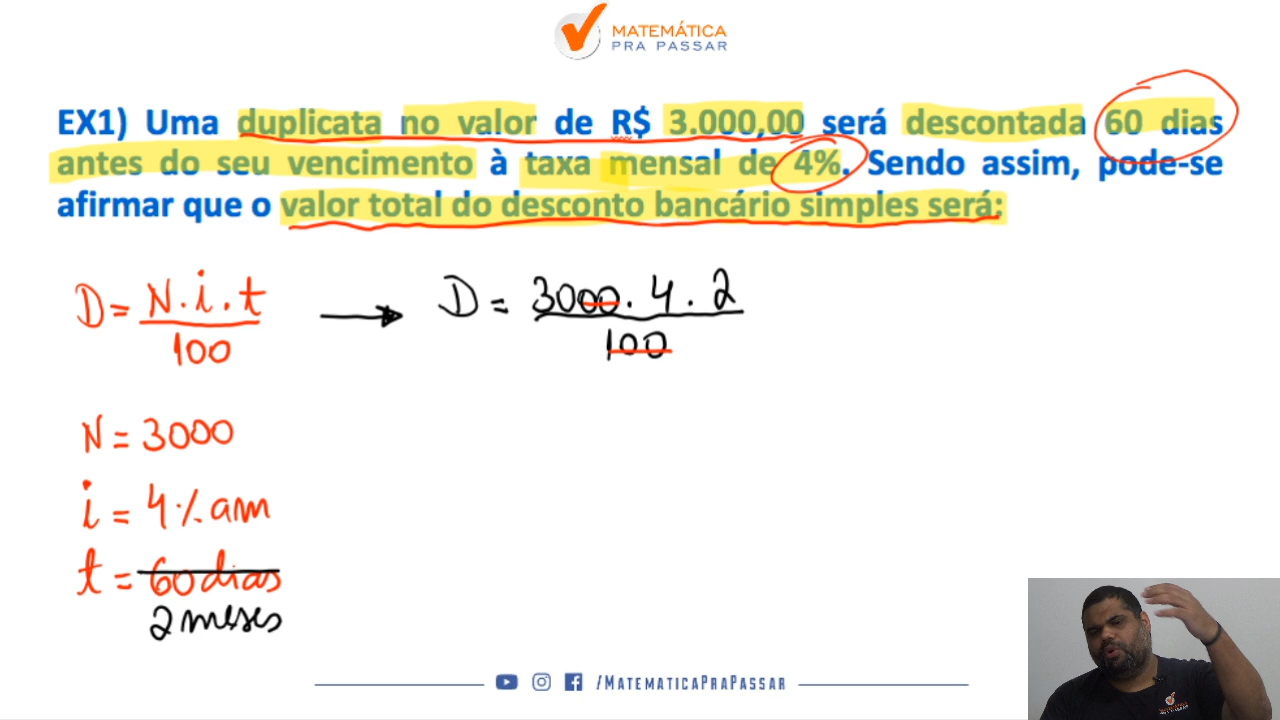 MATEMÁTICA
PRA PASSAR
EX1) Uma duplicata no valor de R$ 3.000,00 será descontada 60 dias
antes do seu vencimento à taxa mensal de 4%. Sendo assim, pode-se
afirmar que o valor total do desconto bancário simples será:
D = N.i.t / 100 → D = 3000.4.2 / 100
N = 3000
i = 4% am
t = 60 dias
2 meses
/MATEMATICAPRAPASSAR